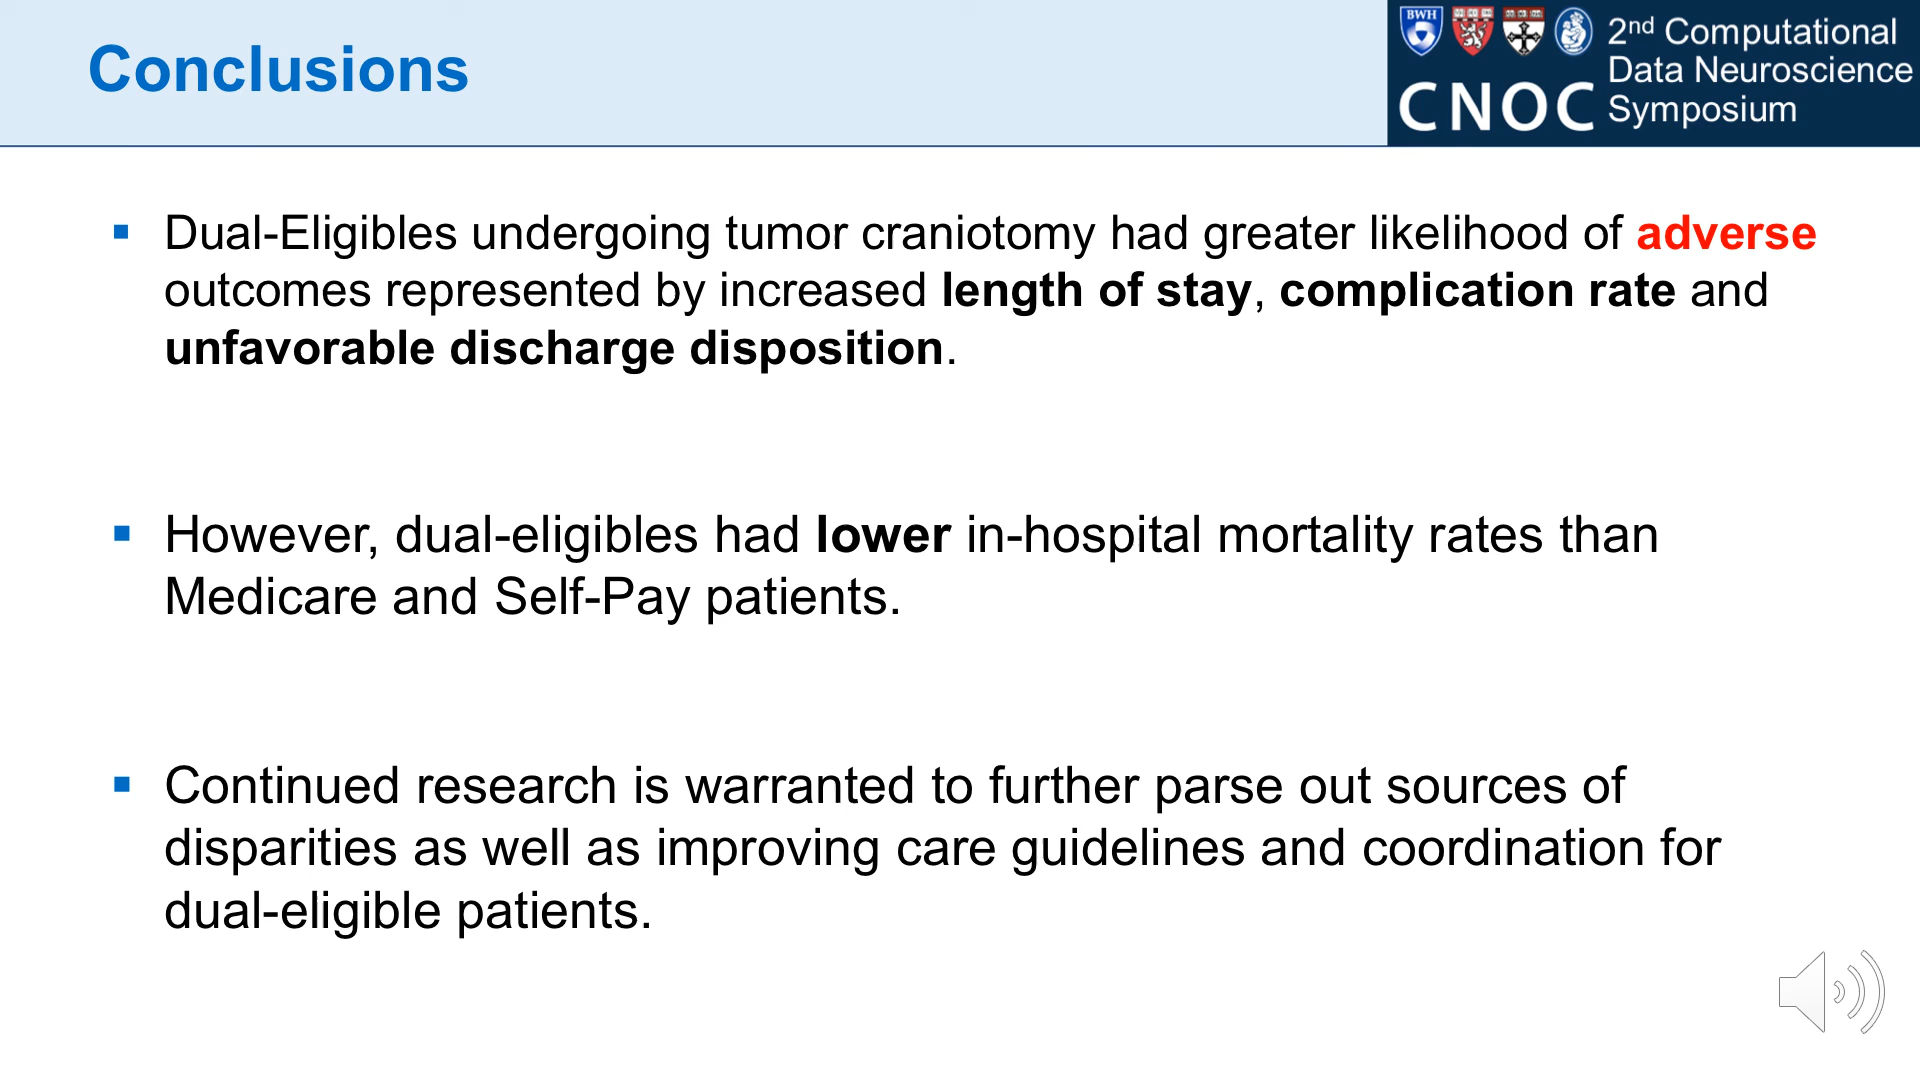 Conclusions
BWH
CNOC
2nd Computational
Data Neuroscience
Symposium
Dual-Eligibles undergoing tumor craniotomy had greater likelihood of adverse
outcomes represented by increased length of stay, complication rate and
unfavorable discharge disposition.
However, dual-eligibles had lower in-hospital mortality rates than
Medicare and Self-Pay patients.
Continued research is warranted to further parse out sources of
disparities as well as improving care guidelines and coordination for
dual-eligible patients.